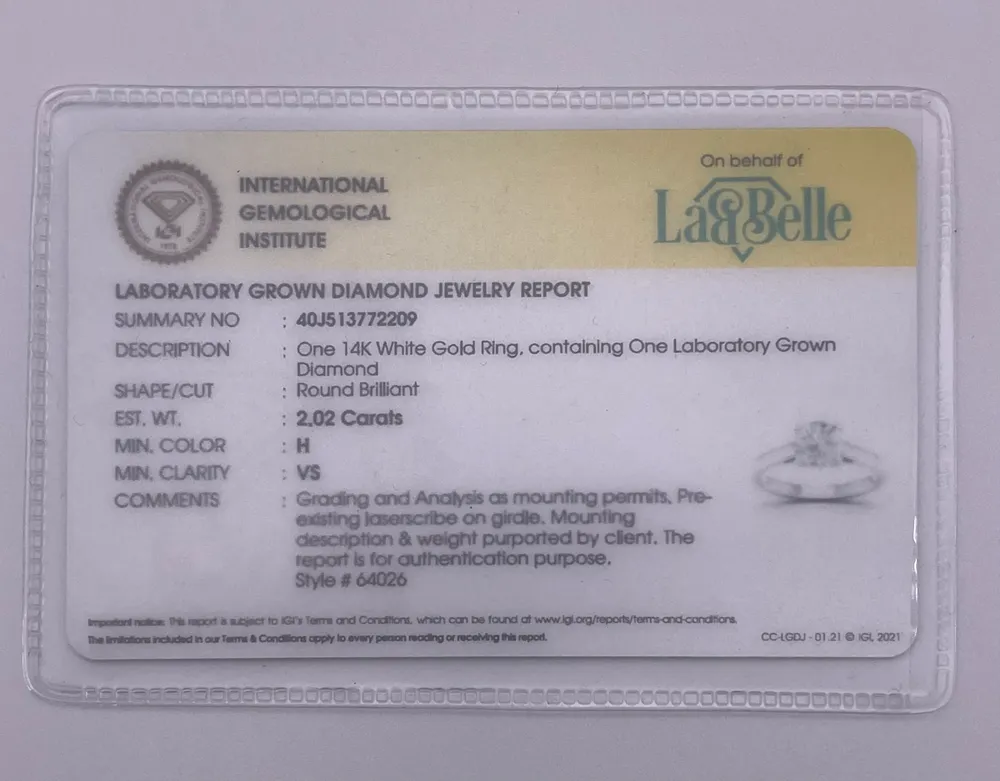 INTERNATIONAL
GEMOLOGICAL
INSTITUTE
On behalf of
Lab Belle
LABORATORY GROWN DIAMOND JEWELRY REPORT
SUMMARY NO : 40J513772209
DESCRIPTION : One 14K White Gold Ring, containing One Laboratory Grown
Diamond
SHAPE/CUT : Round Brilliant
EST. WT. : 2.02 Carats
MIN. COLOR : H
MIN. CLARITY : VS
COMMENTS : Grading and Analysis as mounting permits. Pre-
existing laserscribe on girdle. Mounting
description & weight purported by client. The
report is for authentication purpose.
Style # 64026
Important notice: This report is subject to IGI's Terms and Conditions, which can be found at www.igi.org/reports/terms-and-conditions.
The limitations included in our Terms & Conditions apply to every person reading or receiving this report.
CC-LGDJ - 01.21 © IGI, 2021